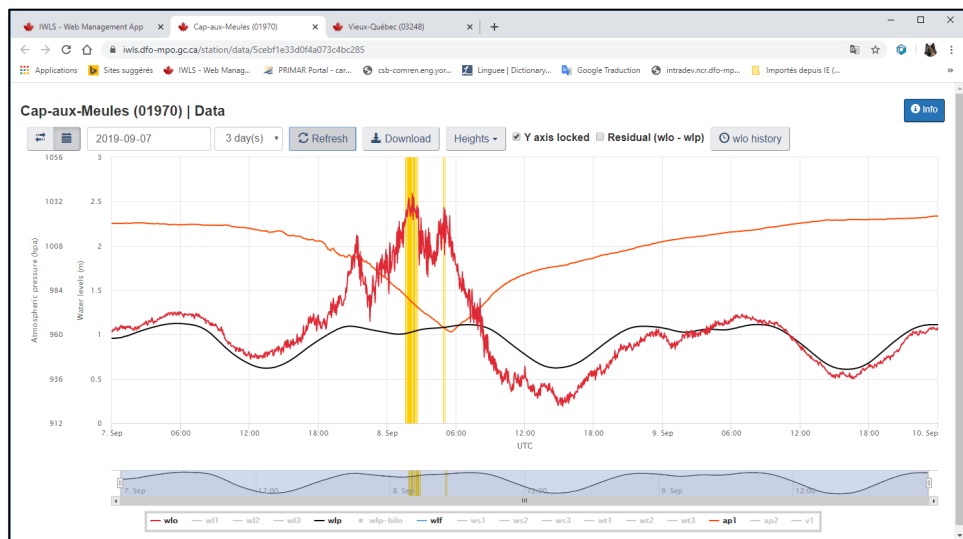 IWLS - Web Management App
Cap-aux-Meules (01970)
Vieux-Québec (03248)
iwls.dfo-mpo.gc.ca/station/data/5cebf1e33d0f4a073c4bc285
Applications Sites suggérés IWLS - Web Manag... PRIMAR Portal - car... csb-comren.eng.yor... Linguee | Dictionary... Google Traduction intradev.ncr.dfo-mp... Importés depuis IE (... »
Cap-aux-Meules (01970) | Data
Info
2019-09-07 3 day(s) Refresh Download Heights Y axis locked Residual (wlo - wlp) wlo history
1056 3
1032 2.5
1008 2
984 1.5
960 1
936 0.5
912 0
Atmospheric pressure (hpa)
Water levels (m)
7. Sep 06:00 12:00 18:00 8. Sep 06:00 12:00 18:00 9. Sep 06:00 12:00 18:00 10. Sep
UTC
7. Sep 12:00 8. Sep 12:00 9. Sep 12:00
wlo wl1 wl2 wl3 wlp wlp-hilo wlf ws1 ws2 ws3 wt1 wt2 wt3 ap1 ap2 v1